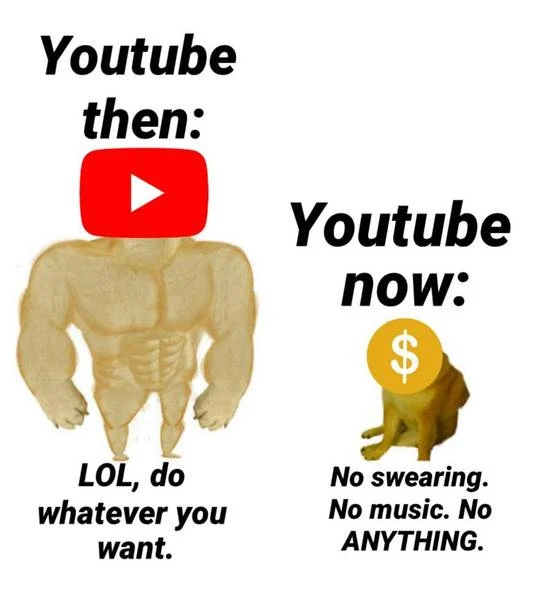 Youtube
then:
LOL, do
whatever you
want.
Youtube
now:
$
No swearing.
No music. No
ANYTHING.